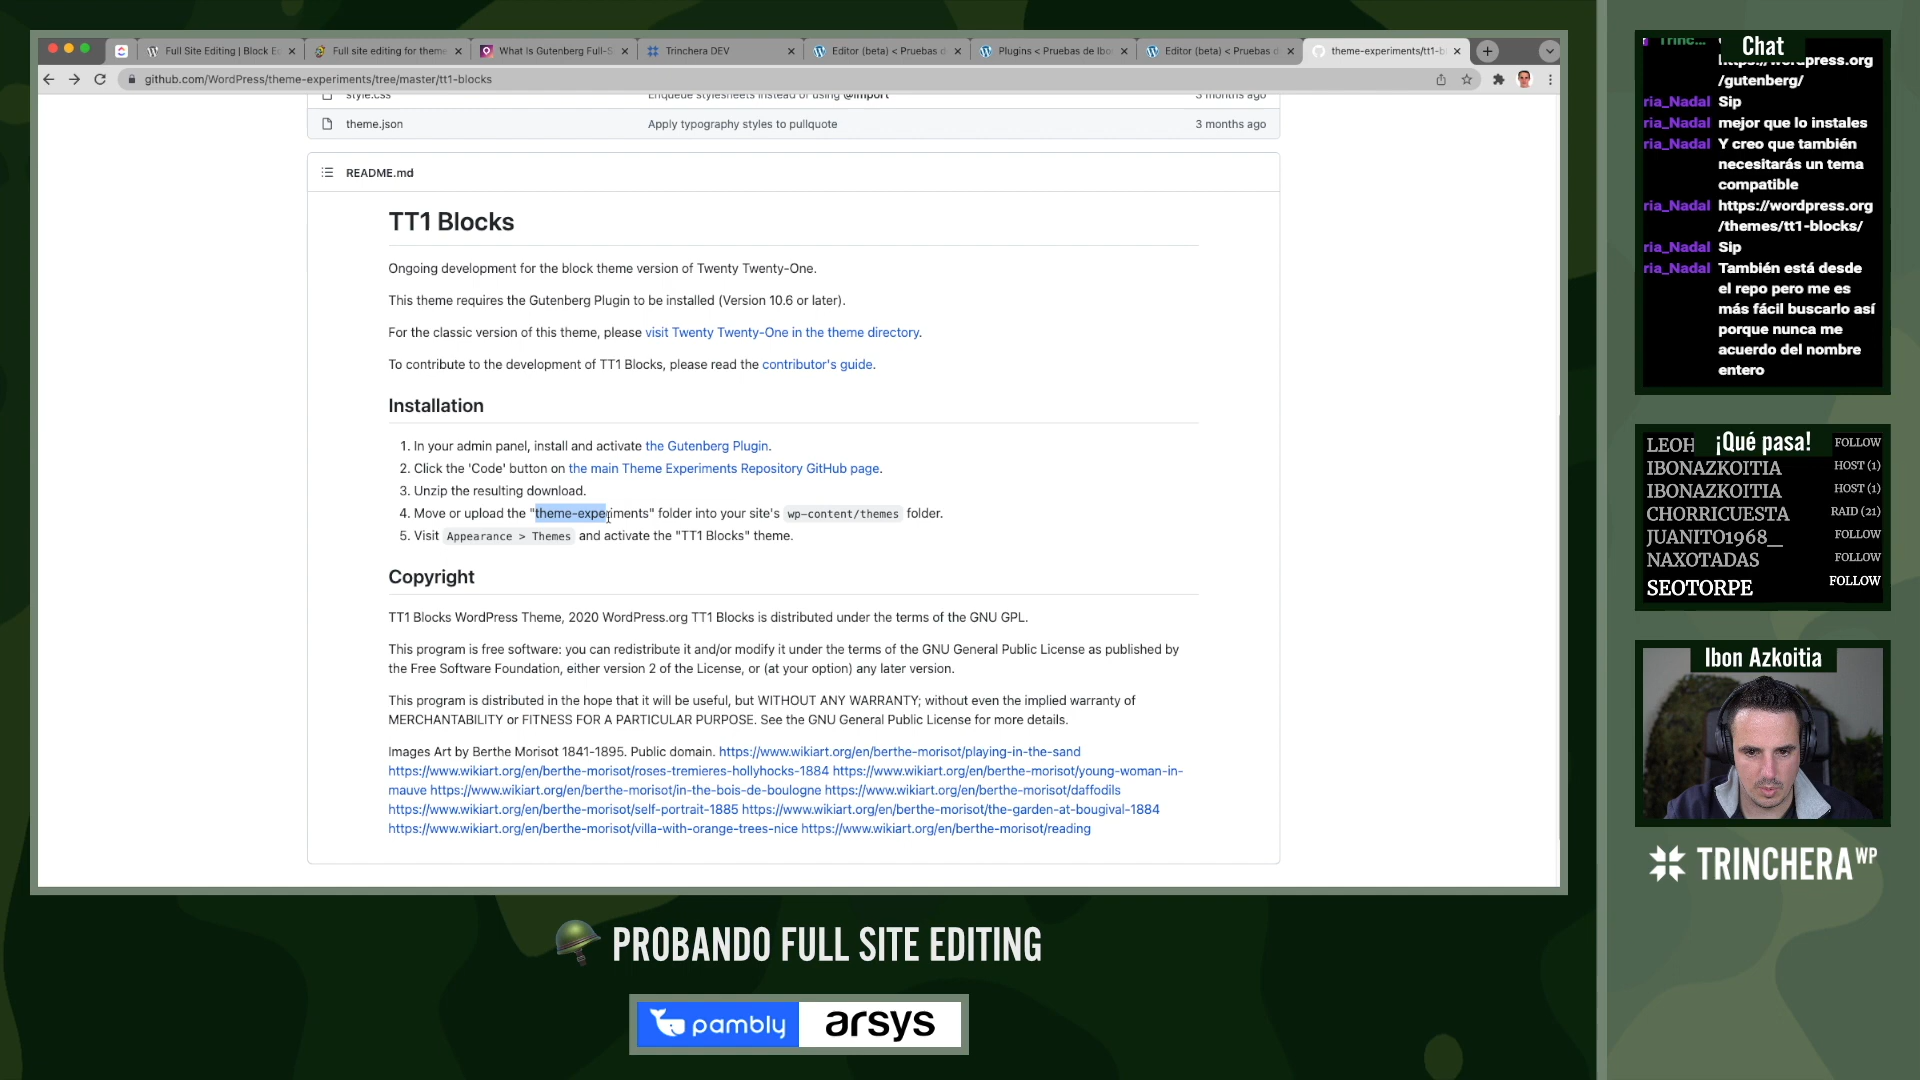 Full Site Editing | Block E
Full site editing for theme
What Is Gutenberg Full-S
Trinchera DEV
Editor (beta) < Pruebas d
Plugins < Pruebas de Ibo
Editor (beta) < Pruebas d
theme-experiments/tt1-b
github.com/WordPress/theme-experiments/tree/master/tt1-blocks
style.css Enqueue stylesheets instead of using @import 3 months ago
theme.json Apply typography styles to pullquote 3 months ago
README.md
TT1 Blocks
Ongoing development for the block theme version of Twenty Twenty-One.
This theme requires the Gutenberg Plugin to be installed (Version 10.6 or later).
For the classic version of this theme, please visit Twenty Twenty-One in the theme directory.
To contribute to the development of TT1 Blocks, please read the contributor's guide.
Installation
1. In your admin panel, install and activate the Gutenberg Plugin.
2. Click the 'Code' button on the main Theme Experiments Repository GitHub page.
3. Unzip the resulting download.
4. Move or upload the "theme-experiments" folder into your site's wp-content/themes folder.
5. Visit Appearance > Themes and activate the "TT1 Blocks" theme.
Copyright
TT1 Blocks WordPress Theme, 2020 WordPress.org TT1 Blocks is distributed under the terms of the GNU GPL.
This program is free software: you can redistribute it and/or modify it under the terms of the GNU General Public License as published by
the Free Software Foundation, either version 2 of the License, or (at your option) any later version.
This program is distributed in the hope that it will be useful, but WITHOUT ANY WARRANTY; without even the implied warranty of
MERCHANTABILITY or FITNESS FOR A PARTICULAR PURPOSE. See the GNU General Public License for more details.
Images Art by Berthe Morisot 1841-1895. Public domain. https://www.wikiart.org/en/berthe-morisot/playing-in-the-sand
https://www.wikiart.org/en/berthe-morisot/roses-tremieres-hollyhocks-1884 https://www.wikiart.org/en/berthe-morisot/young-woman-in-
mauve https://www.wikiart.org/en/berthe-morisot/in-the-bois-de-boulogne https://www.wikiart.org/en/berthe-morisot/daffodils
https://www.wikiart.org/en/berthe-morisot/self-portrait-1885 https://www.wikiart.org/en/berthe-morisot/the-garden-at-bougival-1884
https://www.wikiart.org/en/berthe-morisot/villa-with-orange-trees-nice https://www.wikiart.org/en/berthe-morisot/reading
PROBANDO FULL SITE EDITING
pambly arsys
Chat
Trinc... https://wordpress.org
/gutenberg/
ria_Nadal Sip
ria_Nadal mejor que lo instales
ria_Nadal Y creo que también
necesitarás un tema
compatible
ria_Nadal https://wordpress.org
/themes/tt1-blocks/
ria_Nadal Sip
ria_Nadal También está desde
el repo pero me es
más fácil buscarlo así
porque nunca me
acuerdo del nombre
entero
¡Qué pasa!
LEOH FOLLOW
IBONAZKOITIA HOST (1)
IBONAZKOITIA HOST (1)
CHORRICUESTA RAID (21)
JUANITO1968_ FOLLOW
NAXOTADAS FOLLOW
SEOTORPE FOLLOW
Ibon Azkoitia
TRINCHERA WP